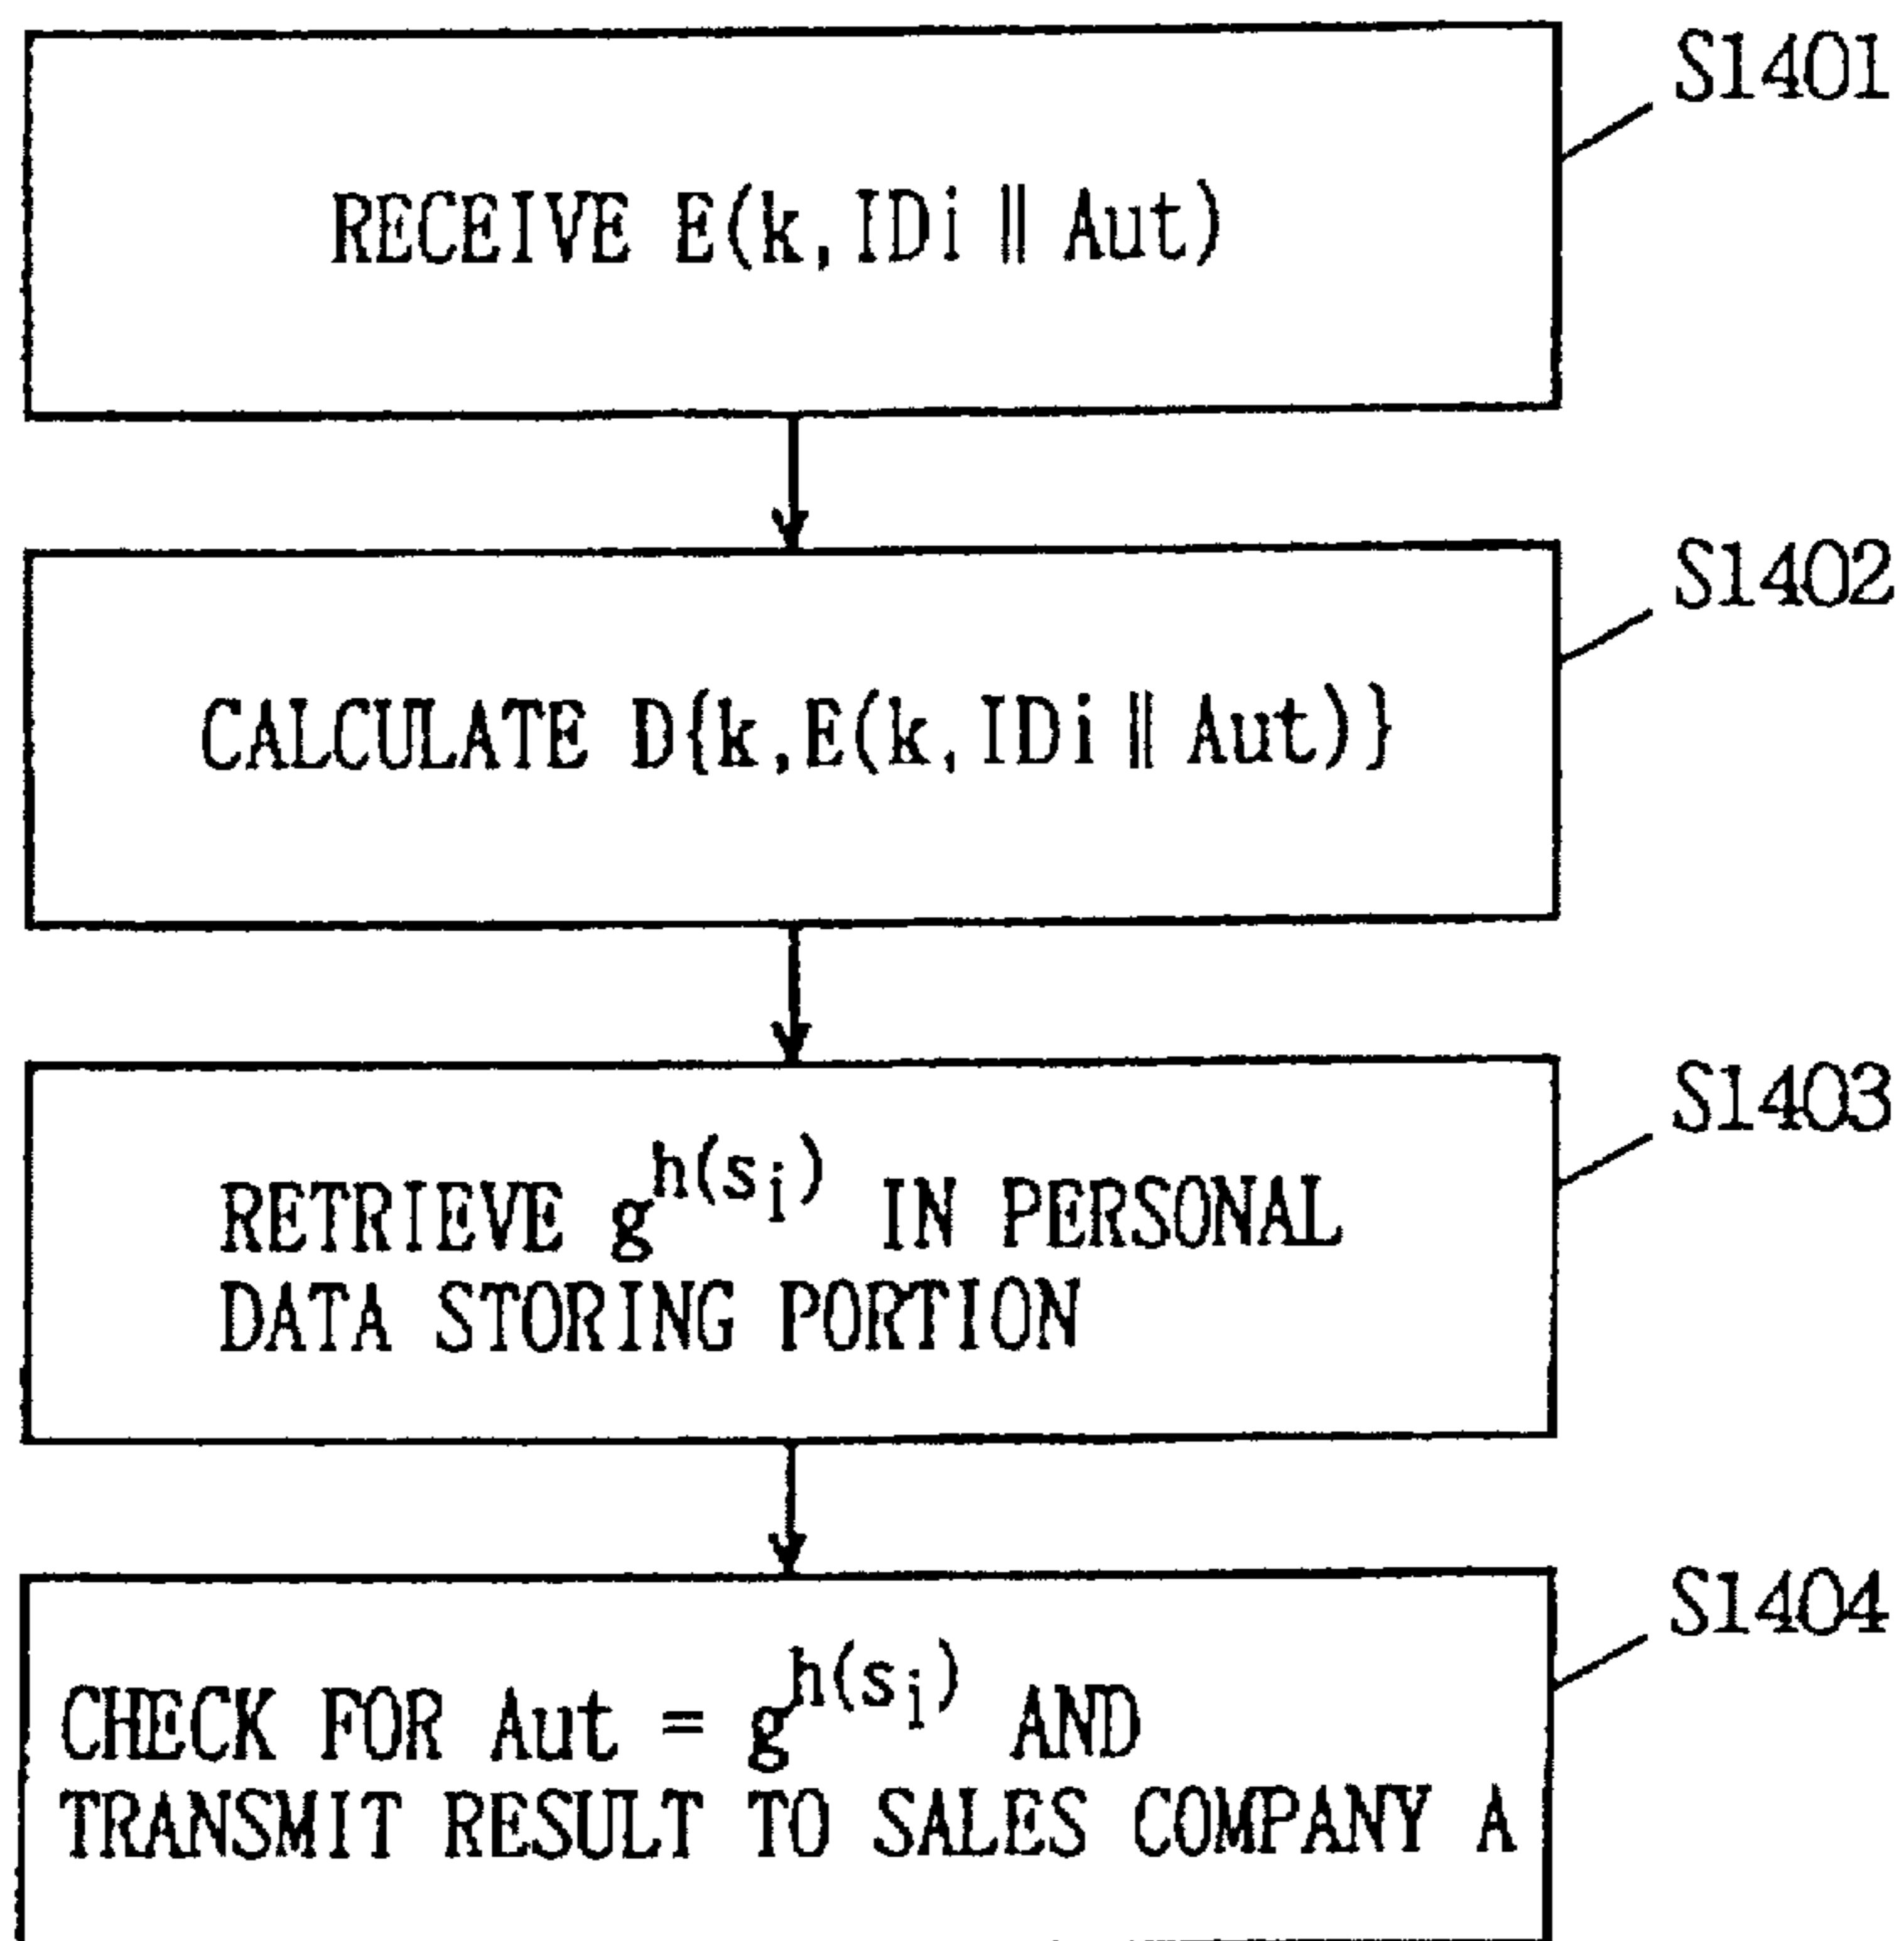 S1401
RECEIVE E(k, IDi ‖ Aut)
S1402
CALCULATE D{k, E(k, IDi ‖ Aut)}
S1403
RETRIEVE g^h(s_i) IN PERSONAL
DATA STORING PORTION
S1404
CHECK FOR Aut = g^h(s_i) AND
TRANSMIT RESULT TO SALES COMPANY A